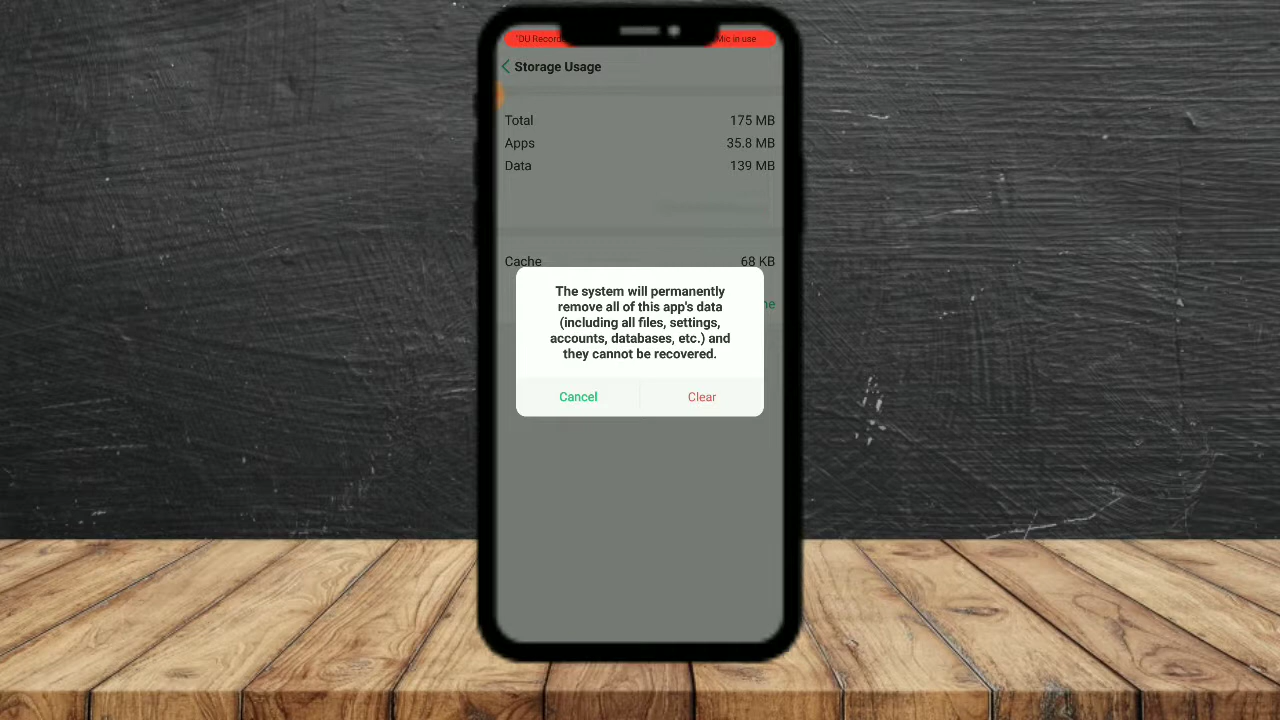 "DU Record
Mic in use
Storage Usage
Total 175 MB
Apps 35.8 MB
Data 139 MB
Cache 68 KB
The system will permanently
remove all of this app's data
(including all files, settings,
accounts, databases, etc.) and
they cannot be recovered.
Cancel Clear